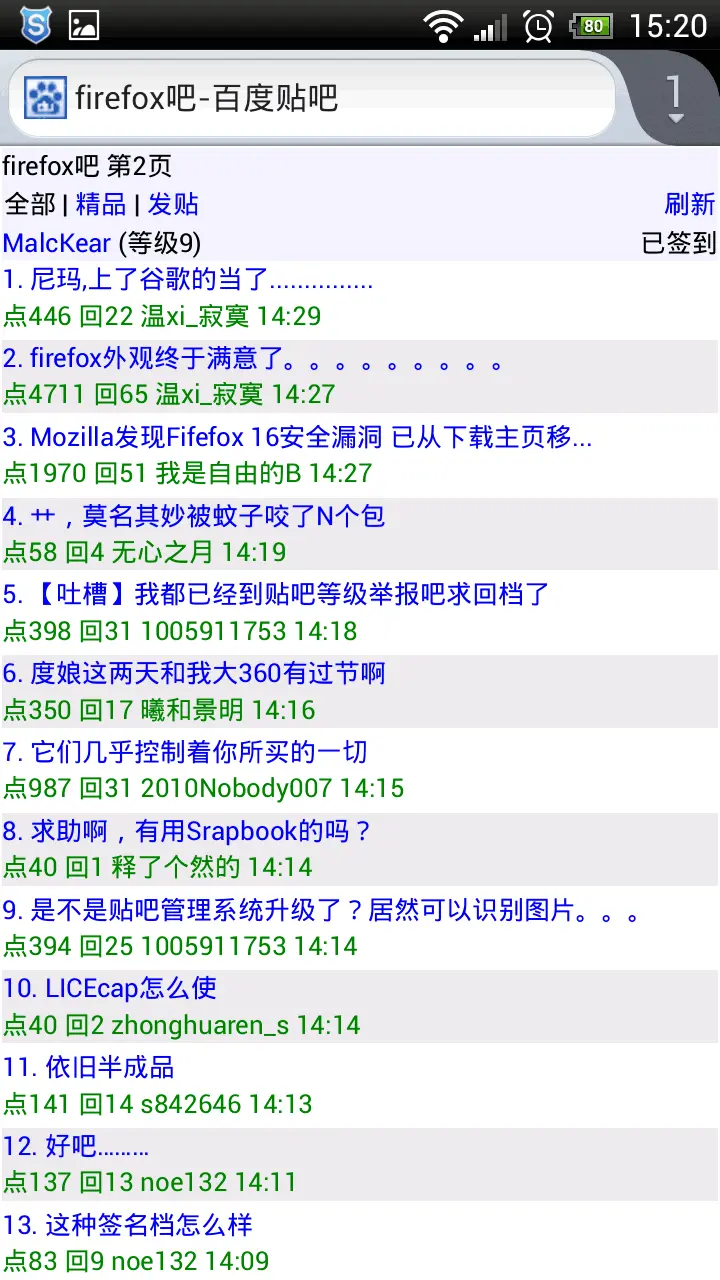 80 15:20
firefox吧-百度贴吧 1
firefox吧 第2页
全部 | 精品 | 发贴 刷新
MalcKear (等级9) 已签到
1. 尼玛,上了谷歌的当了...............
点446 回22 温xi_寂寞 14:29
2. firefox外观终于满意了。。。。。。。。。
点4711 回65 温xi_寂寞 14:27
3. Mozilla发现Fifefox 16安全漏洞 已从下载主页移...
点1970 回51 我是自由的B 14:27
4. 艹，莫名其妙被蚊子咬了N个包
点58 回4 无心之月 14:19
5. 【吐槽】我都已经到贴吧等级举报吧求回档了
点398 回31 1005911753 14:18
6. 度娘这两天和我大360有过节啊
点350 回17 曦和景明 14:16
7. 它们几乎控制着你所买的一切
点987 回31 2010Nobody007 14:15
8. 求助啊，有用Srapbook的吗？
点40 回1 释了个然的 14:14
9. 是不是贴吧管理系统升级了？居然可以识别图片。。。
点394 回25 1005911753 14:14
10. LICEcap怎么使
点40 回2 zhonghuaren_s 14:14
11. 依旧半成品
点141 回14 s842646 14:13
12. 好吧.........
点137 回13 noe132 14:11
13. 这种签名档怎么样
点83 回9 noe132 14:09